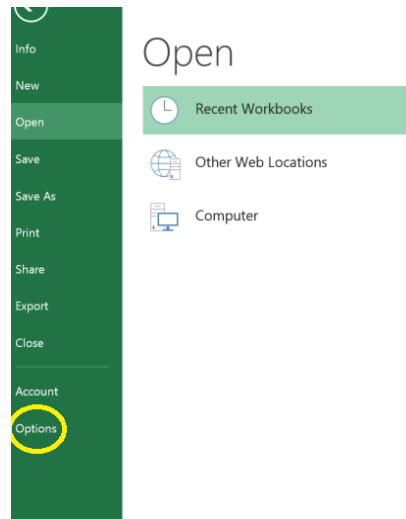 Info
New
Open
Save
Save As
Print
Share
Export
Close
Account
Options
Open
Recent Workbooks
Other Web Locations
Computer